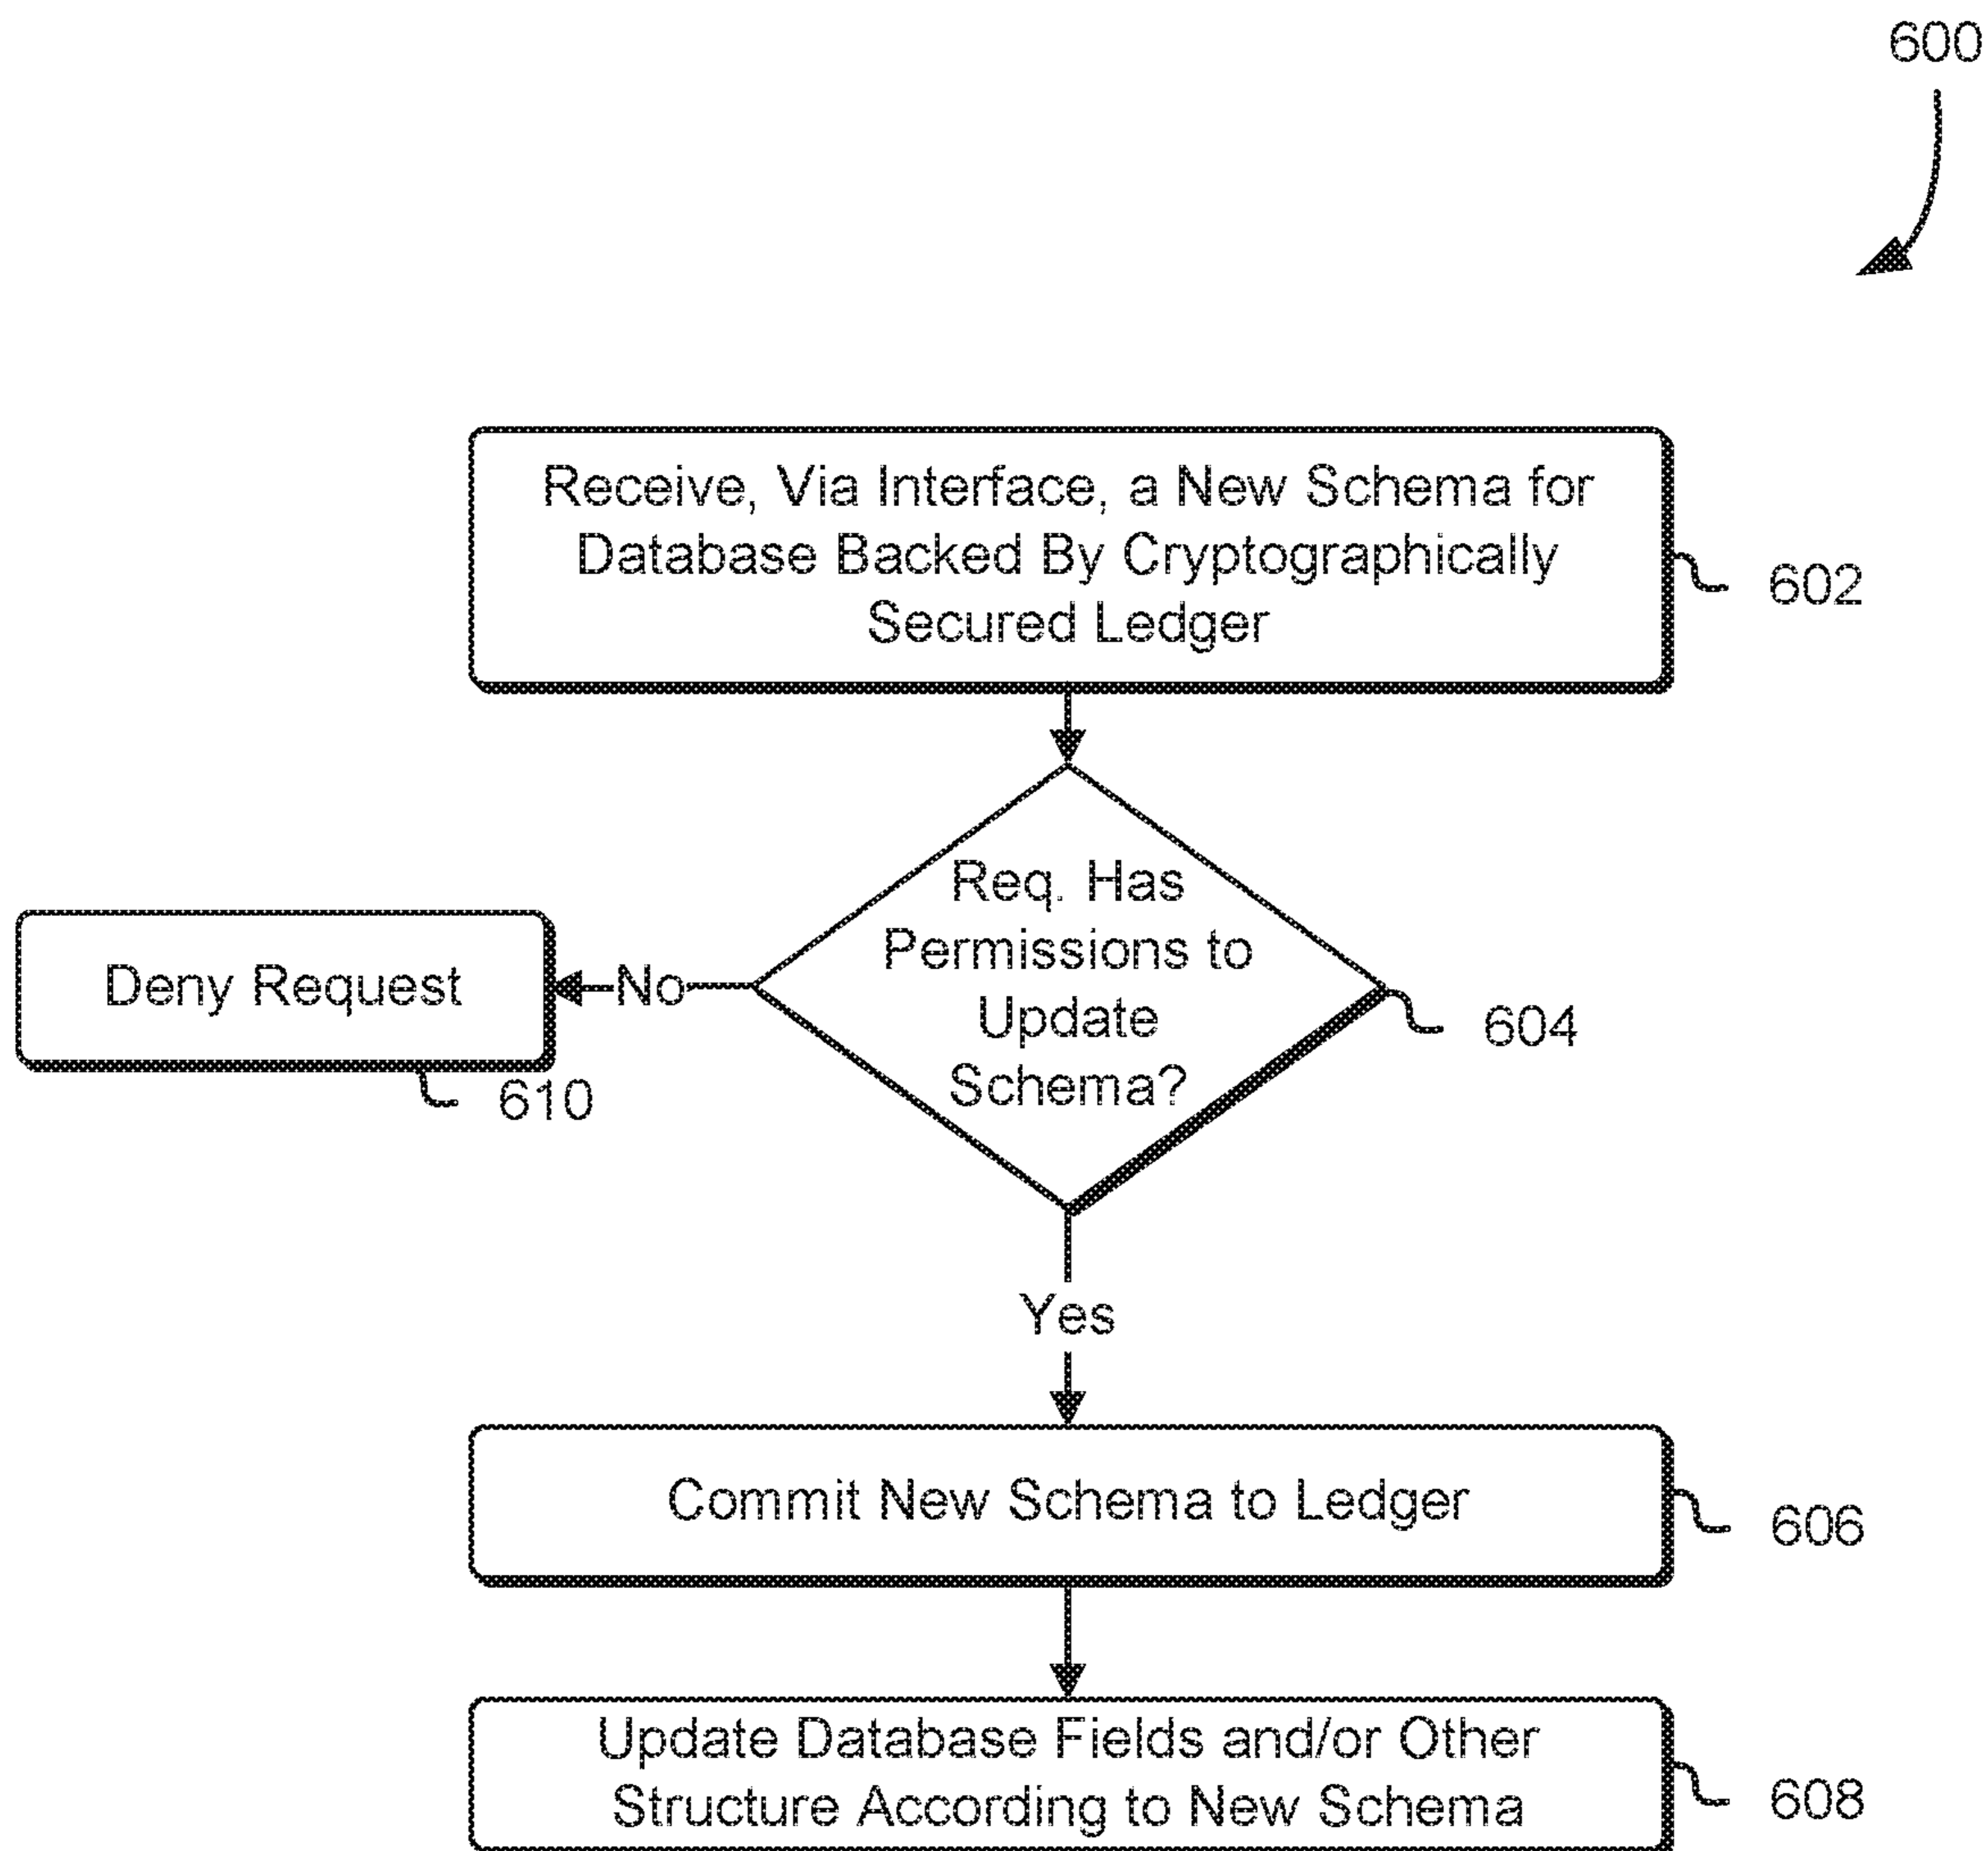 600
Receive, Via Interface, a New Schema for
Database Backed By Cryptographically
Secured Ledger
602
Req. Has
Permissions to
Update
Schema?
604
No
Deny Request
610
Yes
Commit New Schema to Ledger
606
Update Database Fields and/or Other
Structure According to New Schema
608